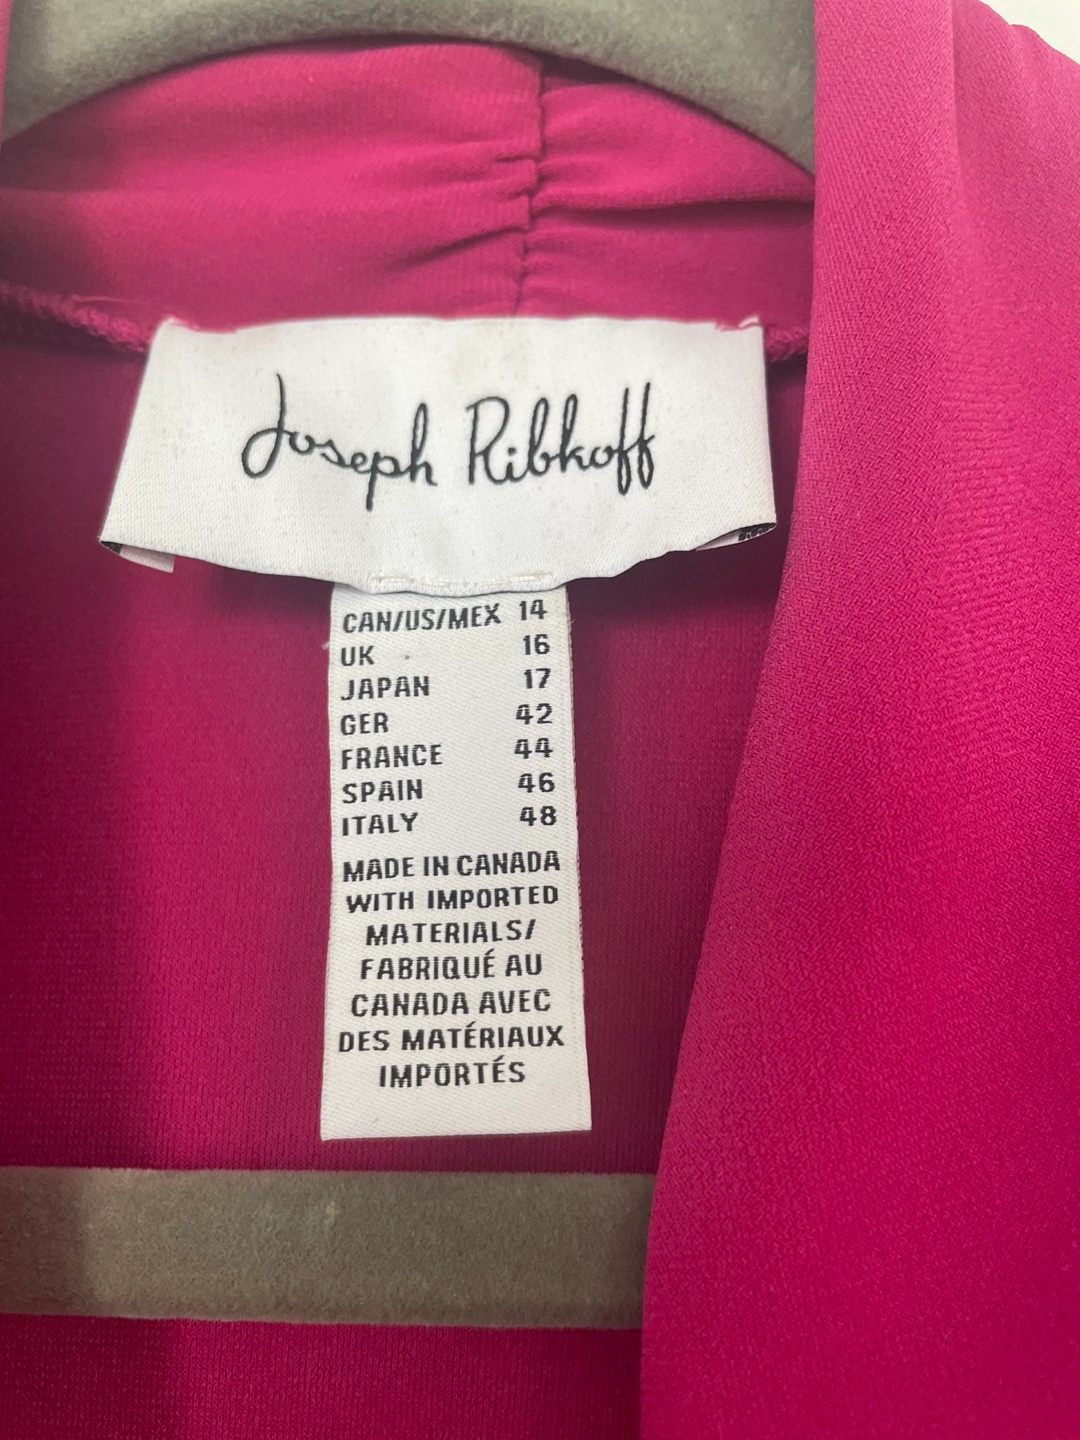 Joseph Ribkoff
CAN/US/MEX 14
UK 16
JAPAN 17
GER 42
FRANCE 44
SPAIN 46
ITALY 48
MADE IN CANADA
WITH IMPORTED
MATERIALS/
FABRIQUÉ AU
CANADA AVEC
DES MATÉRIAUX
IMPORTÉS